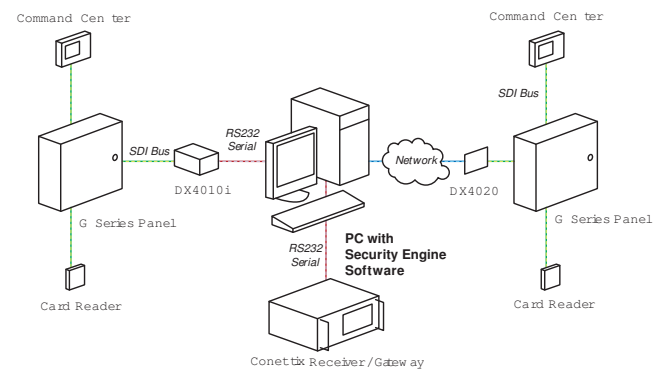 Command Center
Command Center
SDI Bus
SDI Bus
RS232
Serial
Network
DX4010i
DX4020
G Series Panel
G Series Panel
RS232
Serial
PC with
Security Engine
Software
Card Reader
Card Reader
Conettix Receiver/Gateway